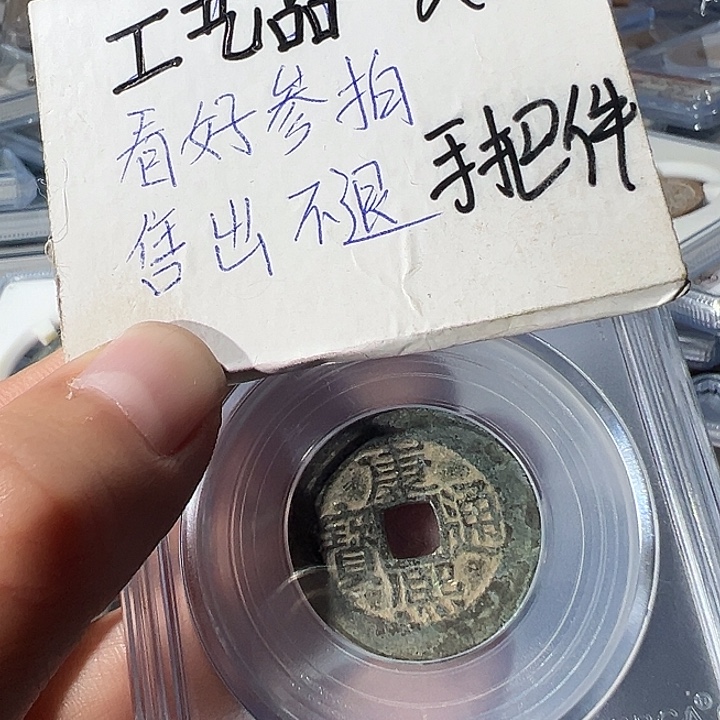 工艺品
看好参拍
售出不退
手把件
康熙通寳